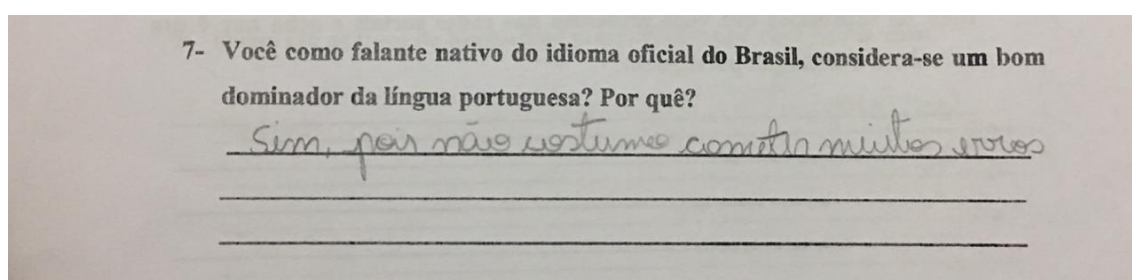 7- Você como falante nativo do idioma oficial do Brasil, considera-se um bom
dominador da língua portuguesa? Por quê?
Sim, pois não costumo cometer muitos erros